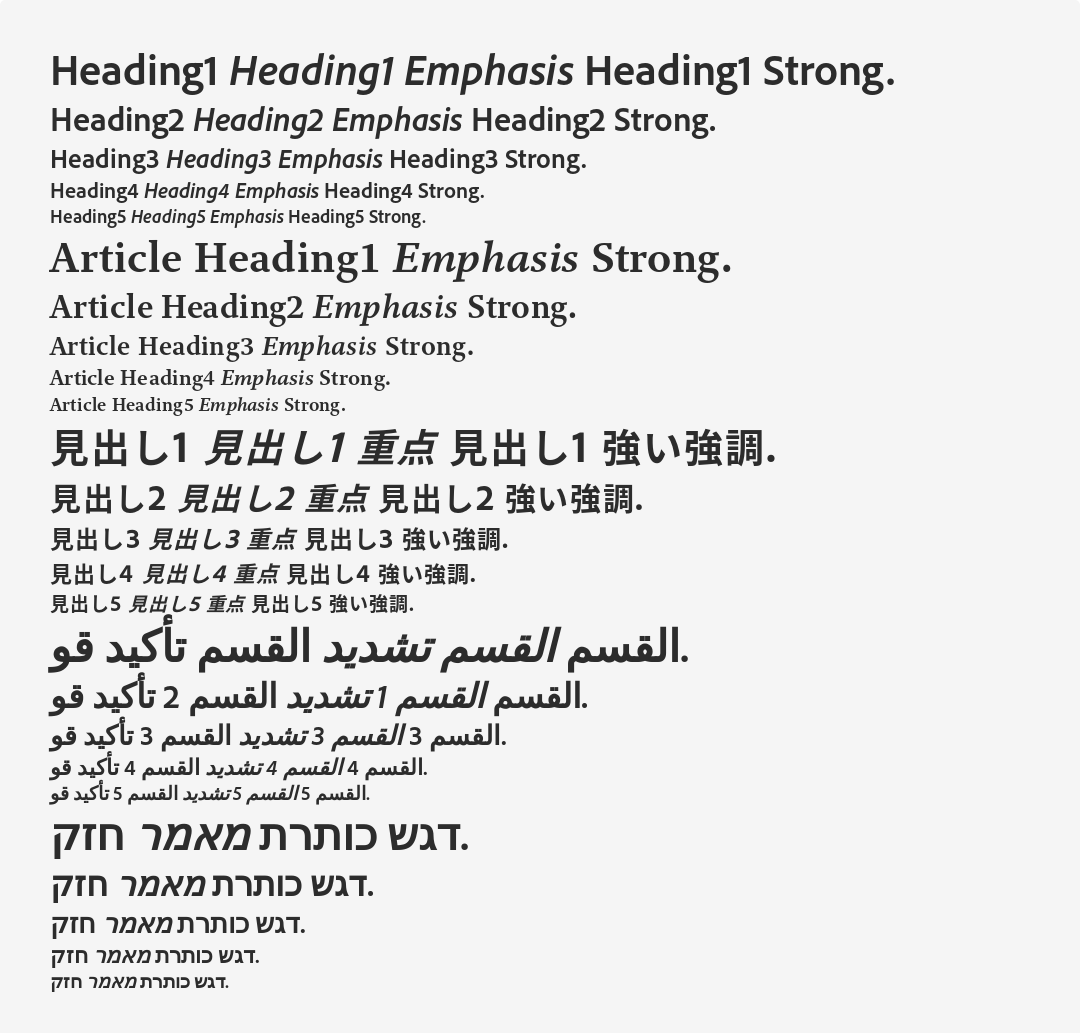 Heading1 Heading1 Emphasis Heading1 Strong.
Heading2 Heading2 Emphasis Heading2 Strong.
Heading3 Heading3 Emphasis Heading3 Strong.
Heading4 Heading4 Emphasis Heading4 Strong.
Heading5 Heading5 Emphasis Heading5 Strong.
Article Heading1 Emphasis Strong.
Article Heading2 Emphasis Strong.
Article Heading3 Emphasis Strong.
Article Heading4 Emphasis Strong.
Article Heading5 Emphasis Strong.
見出し1 見出し1 重点 見出し1 強い強調.
見出し2 見出し2 重点 見出し2 強い強調.
見出し3 見出し3 重点 見出し3 強い強調.
見出し4 見出し4 重点 見出し4 強い強調.
見出し5 見出し5 重点 見出し5 強い強調.
القسم القسم تشديد القسم تأكيد قو.
القسم القسم 1 تشديد القسم 2 تأكيد قو.
القسم 3 القسم 3 تشديد القسم 3 تأكيد قو.
القسم 4 القسم 4 تشديد القسم 4 تأكيد قو.
القسم 5 القسم 5 تشديد القسم 5 تأكيد قو.
דגש כותרת מאמר חזק.
דגש כותרת מאמר חזק.
דגש כותרת מאמר חזק.
דגש כותרת מאמר חזק.
דגש כותרת מאמר חזק.